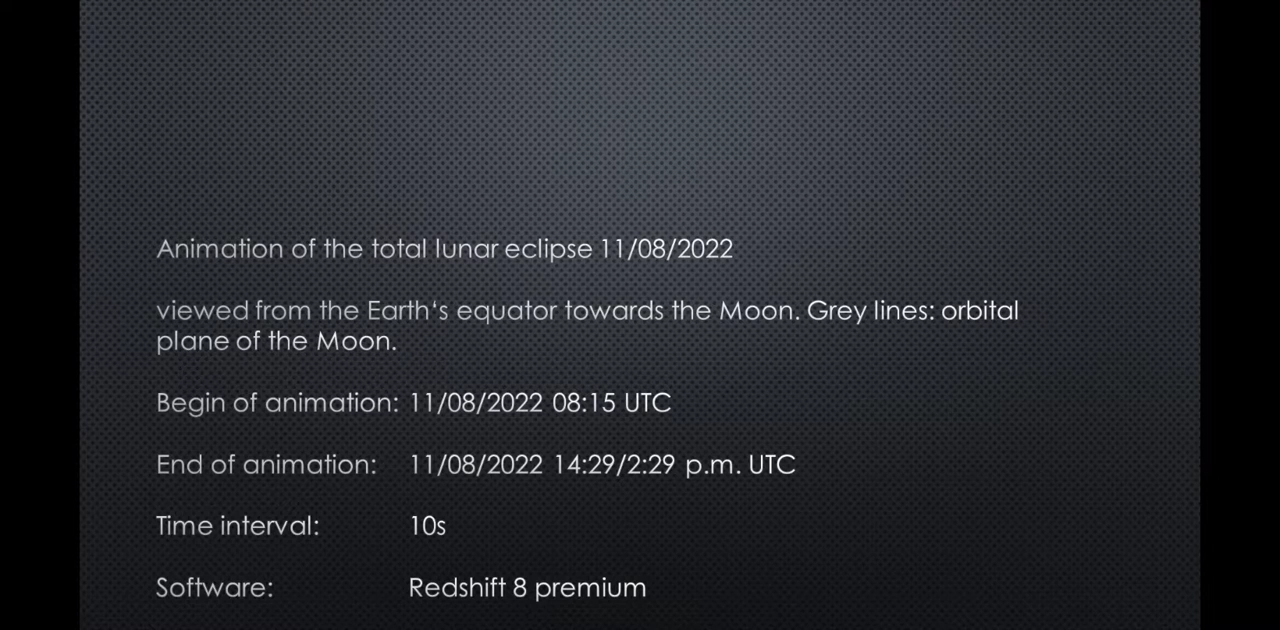 Animation of the total lunar eclipse 11/08/2022
viewed from the Earth‘s equator towards the Moon. Grey lines: orbital
plane of the Moon.
Begin of animation: 11/08/2022 08:15 UTC
End of animation: 11/08/2022 14:29/2:29 p.m. UTC
Time interval: 10s
Software: Redshift 8 premium